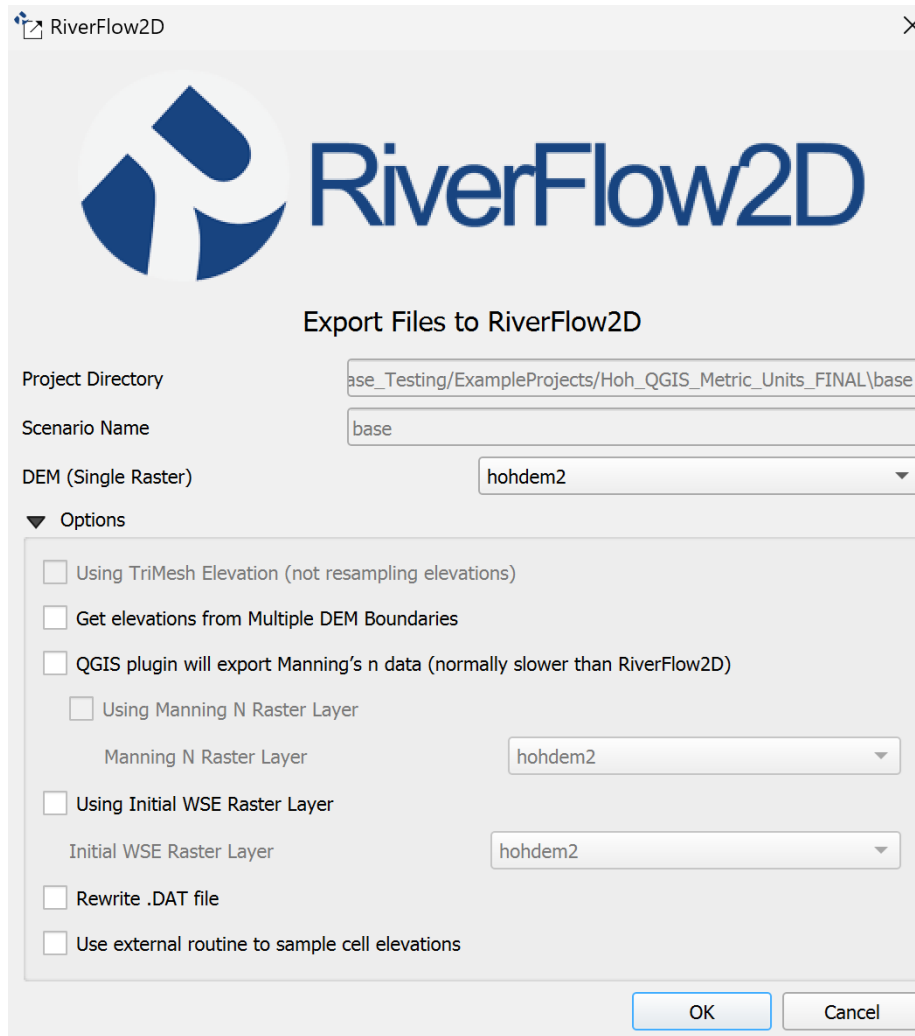 RiverFlow2D
RiverFlow2D
Export Files to RiverFlow2D
Project Directory ase_Testing/ExampleProjects/Hoh_QGIS_Metric_Units_FINAL\base
Scenario Name base
DEM (Single Raster) hohdem2
Options
Using TriMesh Elevation (not resampling elevations)
Get elevations from Multiple DEM Boundaries
QGIS plugin will export Manning's n data (normally slower than RiverFlow2D)
Using Manning N Raster Layer
Manning N Raster Layer hohdem2
Using Initial WSE Raster Layer
Initial WSE Raster Layer hohdem2
Rewrite .DAT file
Use external routine to sample cell elevations
OK Cancel